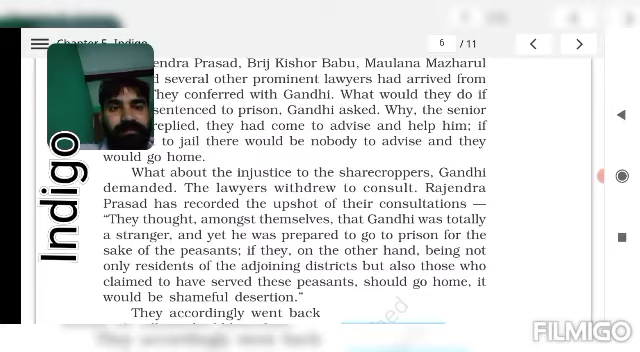 Chapter 5 Indigo
6 / 11
endra Prasad, Brij Kishor Babu, Maulana Mazharul
several other prominent lawyers had arrived from
They conferred with Gandhi. What would they do if
sentenced to prison, Gandhi asked. Why, the senior
replied, they had come to advise and help him; if
to jail there would be nobody to advise and they
would go home.
What about the injustice to the sharecroppers, Gandhi
demanded. The lawyers withdrew to consult. Rajendra
Prasad has recorded the upshot of their consultations —
“They thought, amongst themselves, that Gandhi was totally
a stranger, and yet he was prepared to go to prison for the
sake of the peasants; if they, on the other hand, being not
only residents of the adjoining districts but also those who
claimed to have served these peasants, should go home, it
would be shameful desertion.”
They accordingly went back
Indigo
FILMIGO